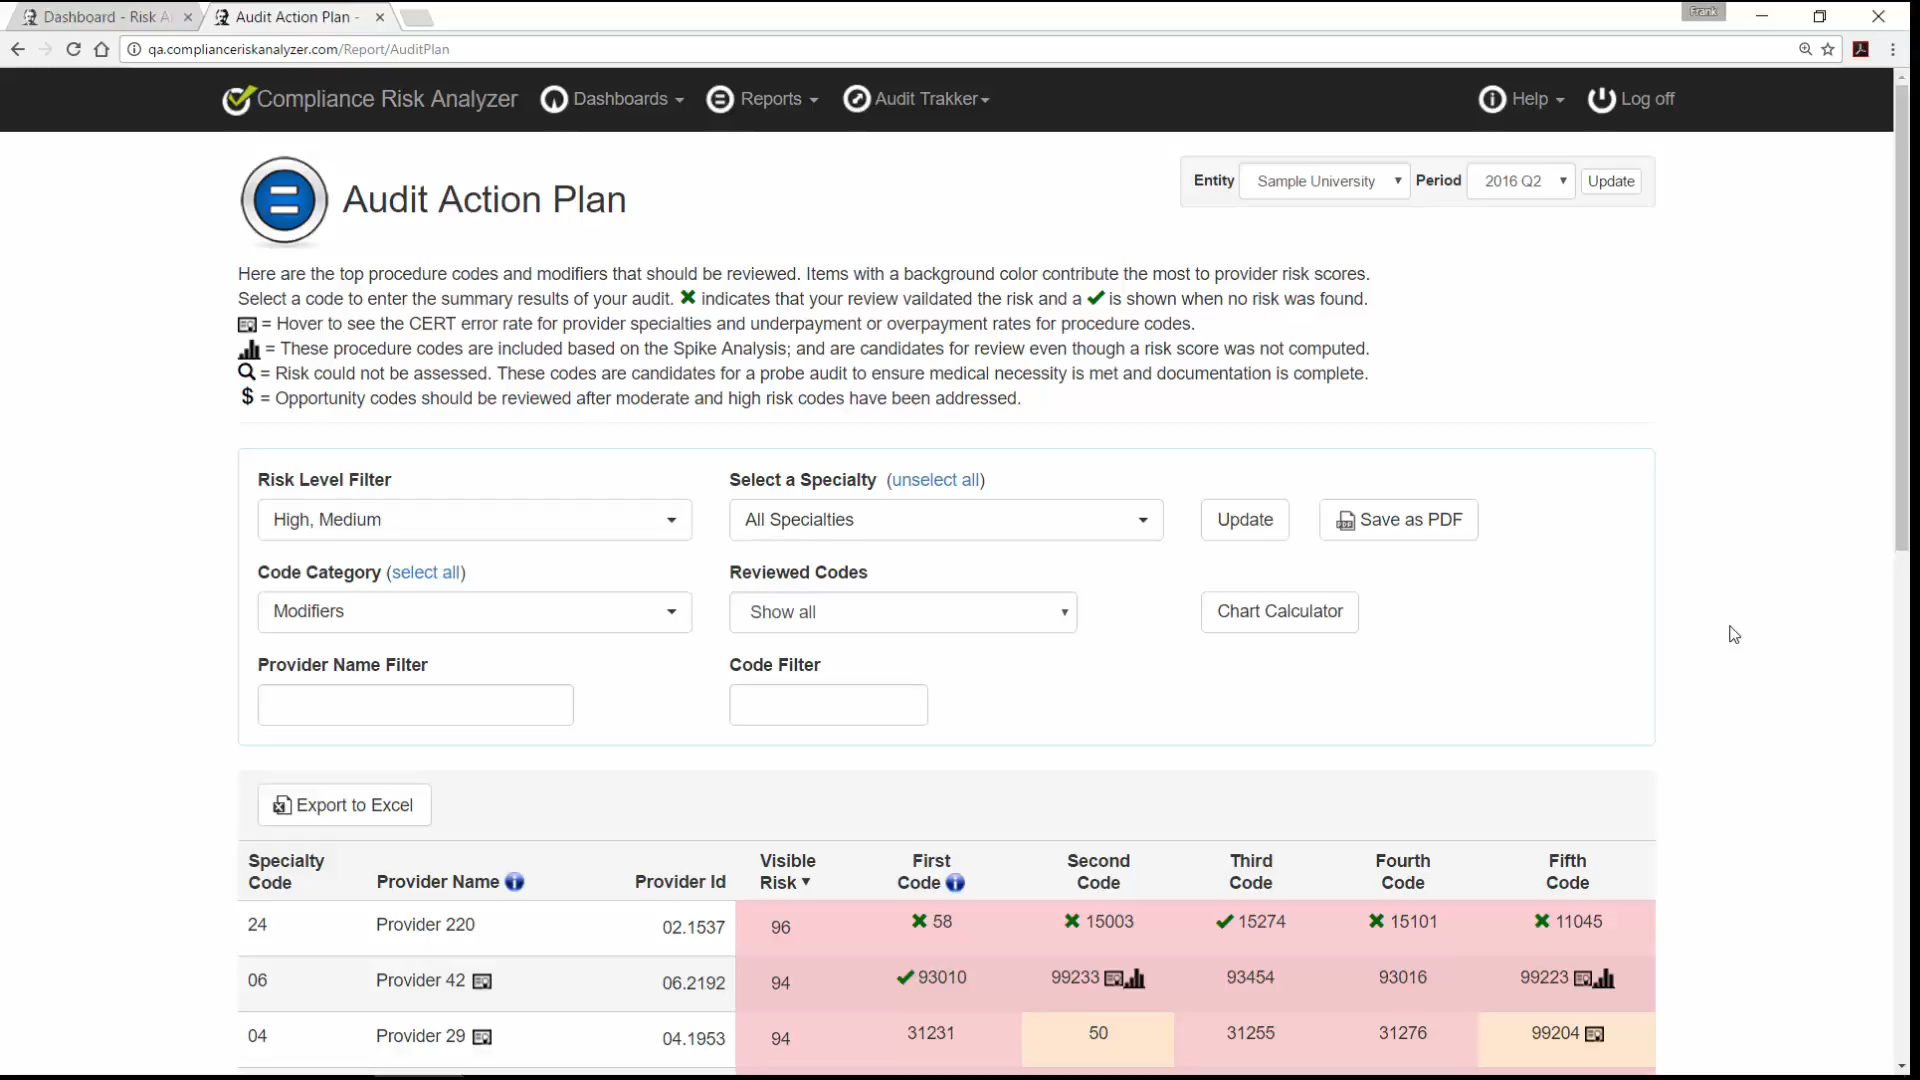 Dashboard - Risk A
Audit Action Plan -
Frank
qa.complianceriskanalyzer.com/Report/AuditPlan
Compliance Risk Analyzer
Dashboards
Reports
Audit Trakker
Help
Log off
Audit Action Plan
Entity Sample University Period 2016 Q2 Update
Here are the top procedure codes and modifiers that should be reviewed. Items with a background color contribute the most to provider risk scores.
Select a code to enter the summary results of your audit. ✖ indicates that your review vaildated the risk and a ✔ is shown when no risk was found.
= Hover to see the CERT error rate for provider specialties and underpayment or overpayment rates for procedure codes.
= These procedure codes are included based on the Spike Analysis; and are candidates for review even though a risk score was not computed.
= Risk could not be assessed. These codes are candidates for a probe audit to ensure medical necessity is met and documentation is complete.
$ = Opportunity codes should be reviewed after moderate and high risk codes have been addressed.
Risk Level Filter
Select a Specialty (unselect all)
High, Medium
All Specialties
Update
Save as PDF
Code Category (select all)
Reviewed Codes
Modifiers
Show all
Chart Calculator
Provider Name Filter
Code Filter
Export to Excel
Specialty Code
Provider Name
Provider Id
Visible Risk
First Code
Second Code
Third Code
Fourth Code
Fifth Code
24 Provider 220 02.1537 96 ✖ 58 ✖ 15003 ✔ 15274 ✖ 15101 ✖ 11045
06 Provider 42 06.2192 94 ✔ 93010 99233 93454 93016 99223
04 Provider 29 04.1953 94 31231 50 31255 31276 99204